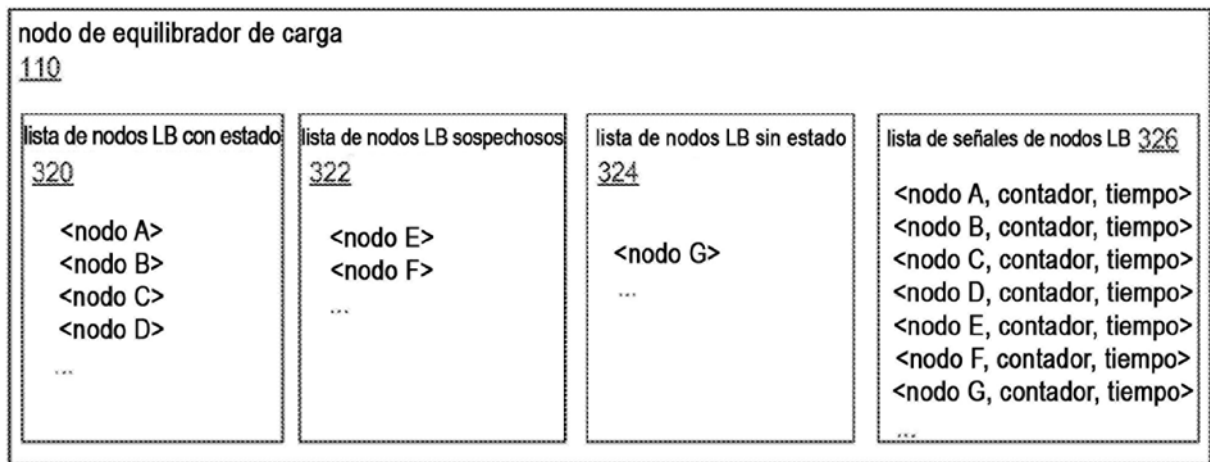 nodo de equilibrador de carga
110
lista de nodos LB con estado
320
<nodo A>
<nodo B>
<nodo C>
<nodo D>
...
lista de nodos LB sospechosos
322
<nodo E>
<nodo F>
...
lista de nodos LB sin estado
324
<nodo G>
...
lista de señales de nodos LB 326
<nodo A, contador, tiempo>
<nodo B, contador, tiempo>
<nodo C, contador, tiempo>
<nodo D, contador, tiempo>
<nodo E, contador, tiempo>
<nodo F, contador, tiempo>
<nodo G, contador, tiempo>
...